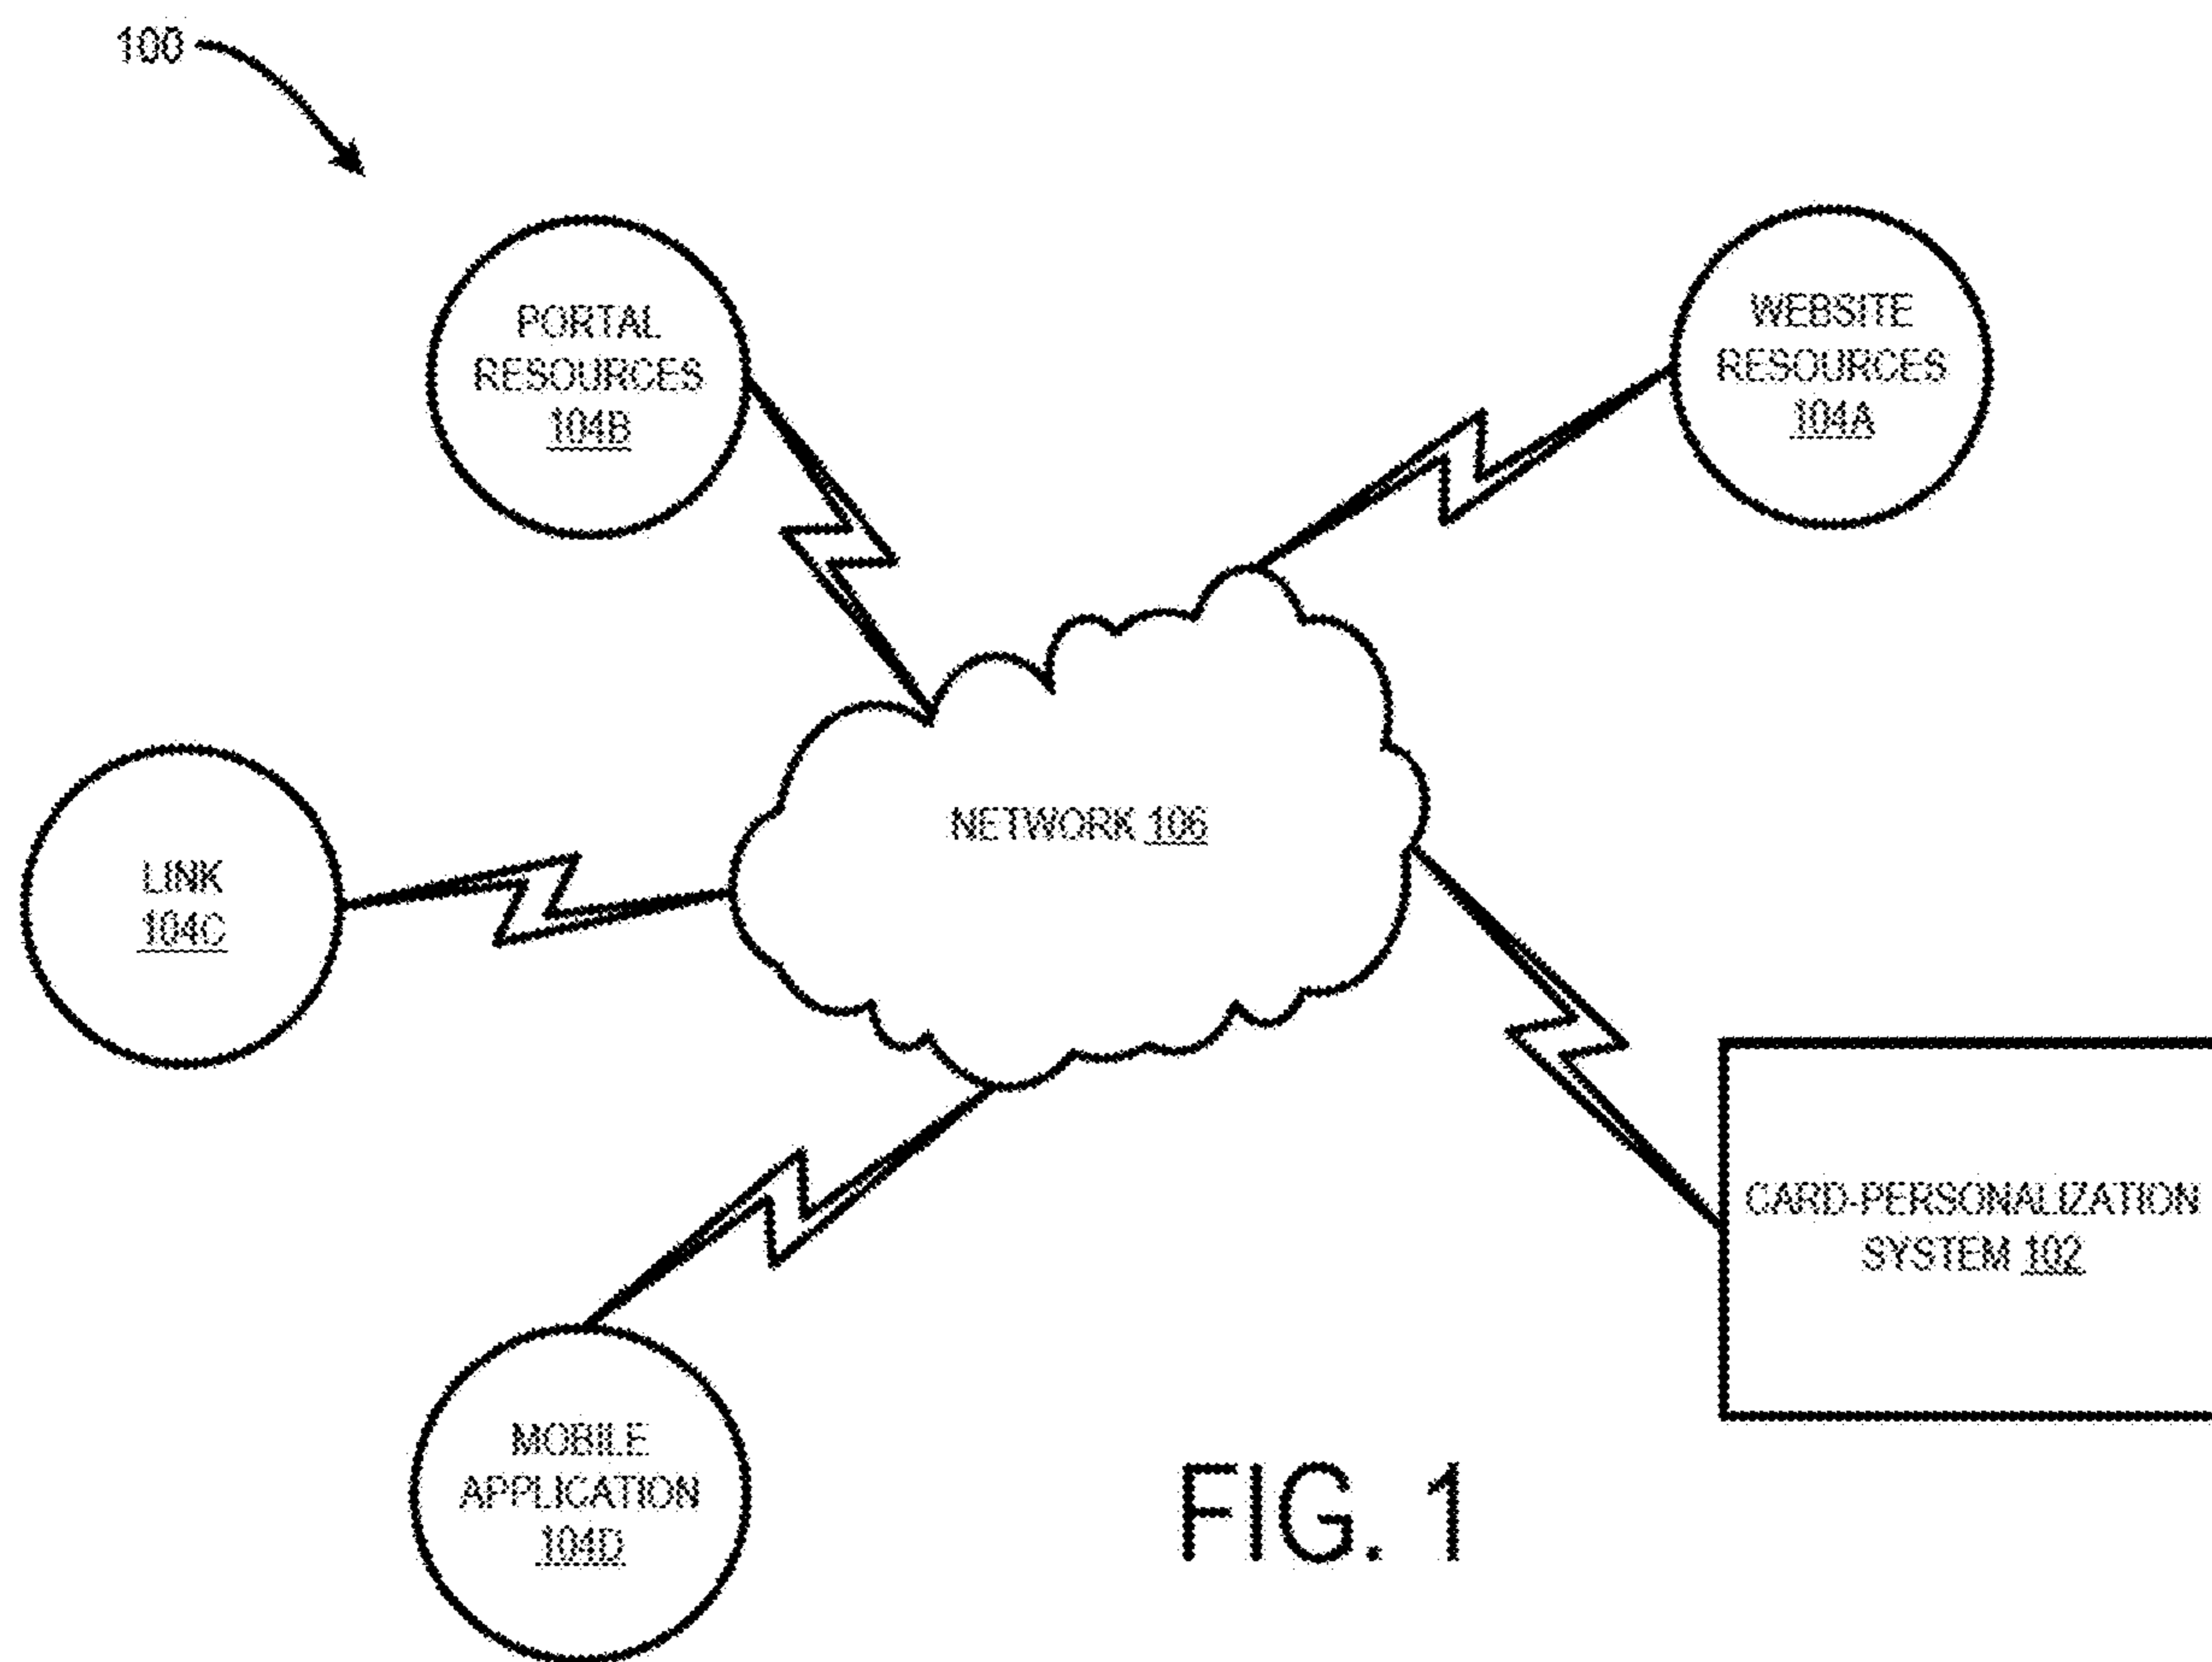 100
PORTAL
RESOURCES
104B
WEBSITE
RESOURCES
104A
NETWORK 106
LINK
104C
CARD-PERSONALIZATION
SYSTEM 102
MOBILE
APPLICATION
104D
FIG. 1